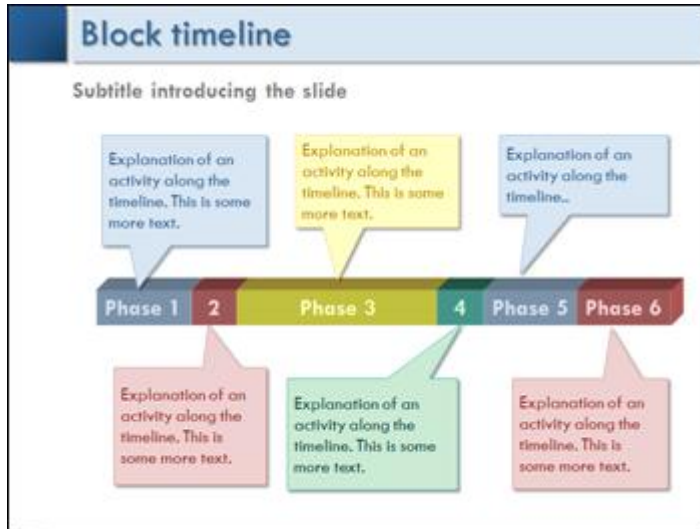 Block timeline
Subtitle introducing the slide
Explanation of an
activity along the
timeline. This is some
more text.
Explanation of an
activity along the
timeline. This is some
more text.
Explanation of an
activity along the
timeline..
Phase 1
2
Phase 3
4
Phase 5
Phase 6
Explanation of an
activity along the
timeline. This is
some more text.
Explanation of an
activity along the
timeline. This is some
more text.
Explanation of an
activity along the
timeline. This is
some more text.